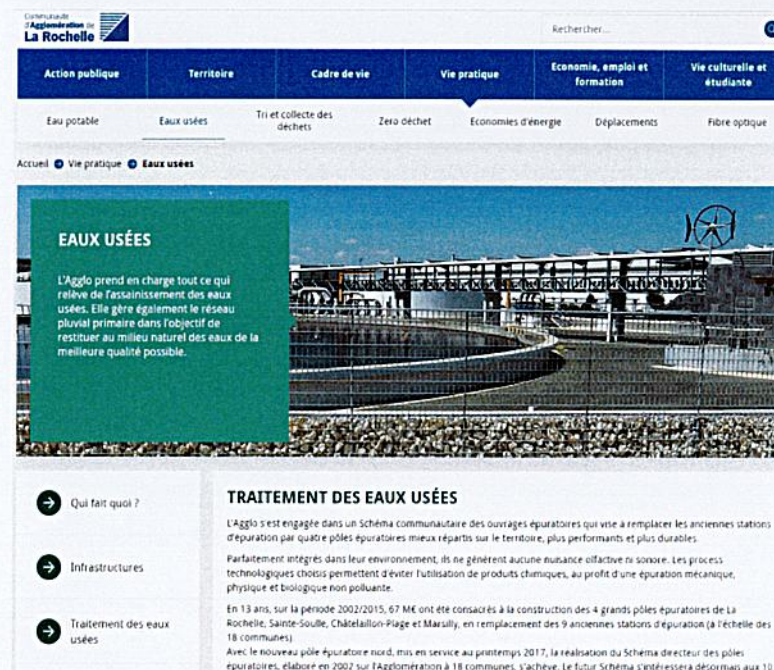 Communauté
d'Agglomération de
La Rochelle
Rechercher...
Action publique
Territoire
Cadre de vie
Vie pratique
Economie, emploi et
formation
Vie culturelle et
étudiante
Eau potable
Eaux usées
Tri et collecte des
déchets
Zero déchet
Economies d'énergie
Déplacements
Fibre optique
Accueil Vie pratique Eaux usées
EAUX USÉES
L'Agglo prend en charge tout ce qui
relève de l'assainissement des eaux
usées. Elle gère également le réseau
pluvial primaire dans l'objectif de
restituer au milieu naturel des eaux de la
meilleure qualité possible.
Qui fait quoi ?
Infrastructures
Traitement des eaux
usées
TRAITEMENT DES EAUX USÉES
L'Agglo s'est engagée dans un Schéma communautaire des ouvrages épuratoires qui vise à remplacer les anciennes stations
d'épuration par quatre pôles épuratoires mieux répartis sur le territoire, plus performants et plus durables.
Parfaitement intégrés dans leur environnement, ils ne génèrent aucune nuisance olfactive ni sonore. Les process
technologiques choisis permettent d'éviter l'utilisation de produits chimiques, au profit d'une épuration mécanique,
physique et biologique non polluante.
En 13 ans, sur la période 2002/2015, 67 M€ ont été consacrés à la construction des 4 grands pôles épuratoires de La
Rochelle, Sainte-Soulle, Châtelaillon-Plage et Marsilly, en remplacement des 9 anciennes stations d'épuration (à l'échelle des
18 communes).
Avec le nouveau pôle épuratoire nord, mis en service au printemps 2017, la réalisation du Schéma directeur des pôles
épuratoires, élaboré en 2002 sur l'Agglomération à 18 communes, s'achève. Le futur Schéma s'intéressera désormais aux 10